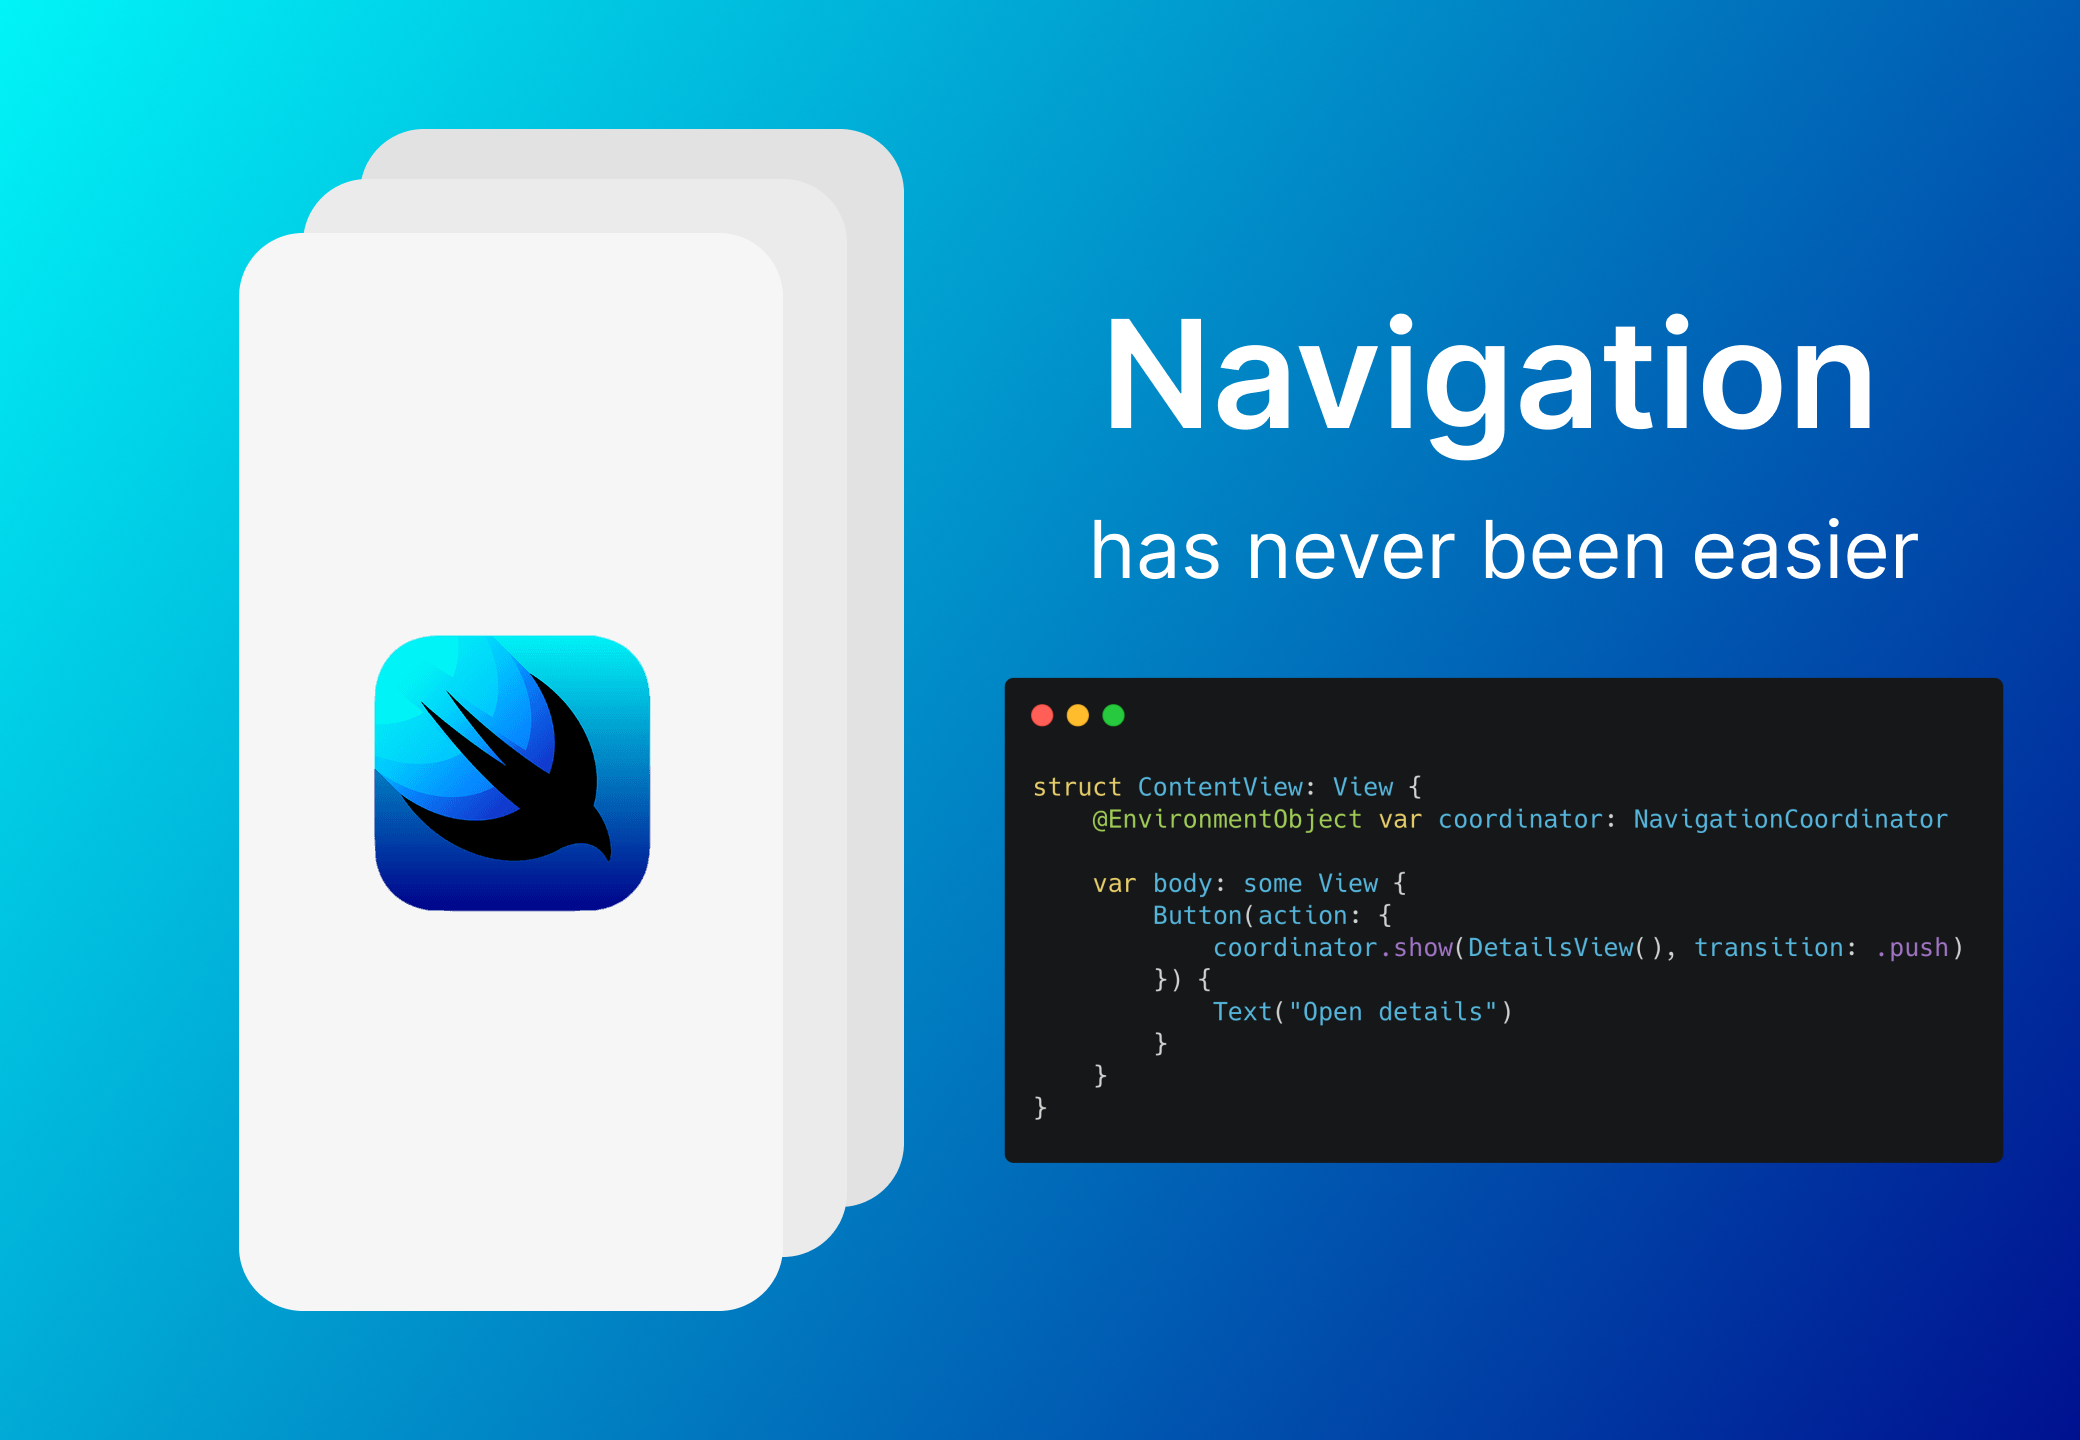 Navigation
has never been easier
struct ContentView: View {
    @EnvironmentObject var coordinator: NavigationCoordinator
    var body: some View {
        Button(action: {
            coordinator.show(DetailsView(), transition: .push)
        }) {
            Text("Open details")
        }
    }
}